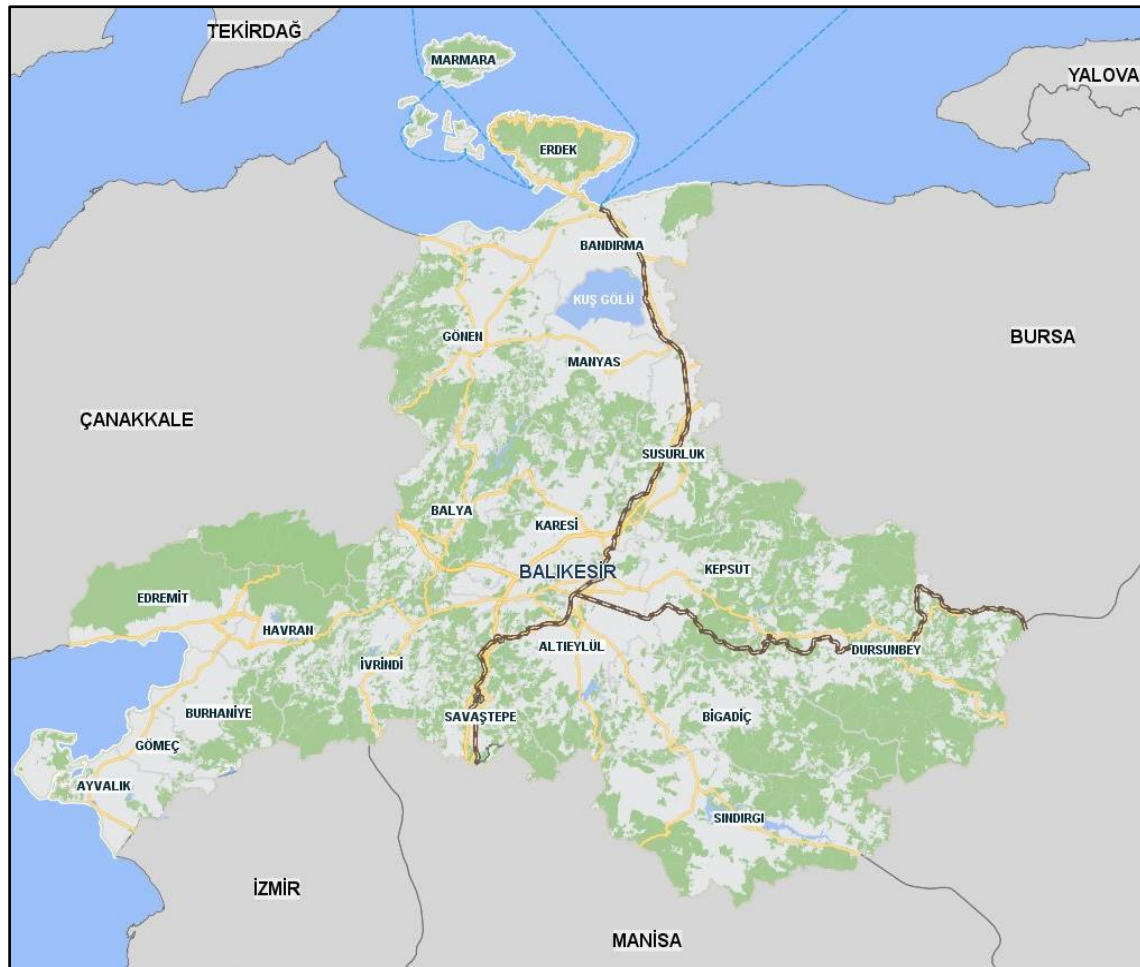 TEKİRDAĞ
MARMARA
YALOVA
ERDEK
BANDIRMA
KUŞ GÖLÜ
GÖNEN
BURSA
MANYAS
ÇANAKKALE
SUSURLUK
BALYA
KARESİ
BALIKESİR
KEPSUT
EDREMİT
HAVRAN
ALTIEYLÜL
DURSUNBEY
İVRİNDİ
BURHANİYE
SAVAŞTEPE
BİGADİÇ
GÖMEÇ
AYVALIK
SINDIRGI
İZMİR
MANİSA